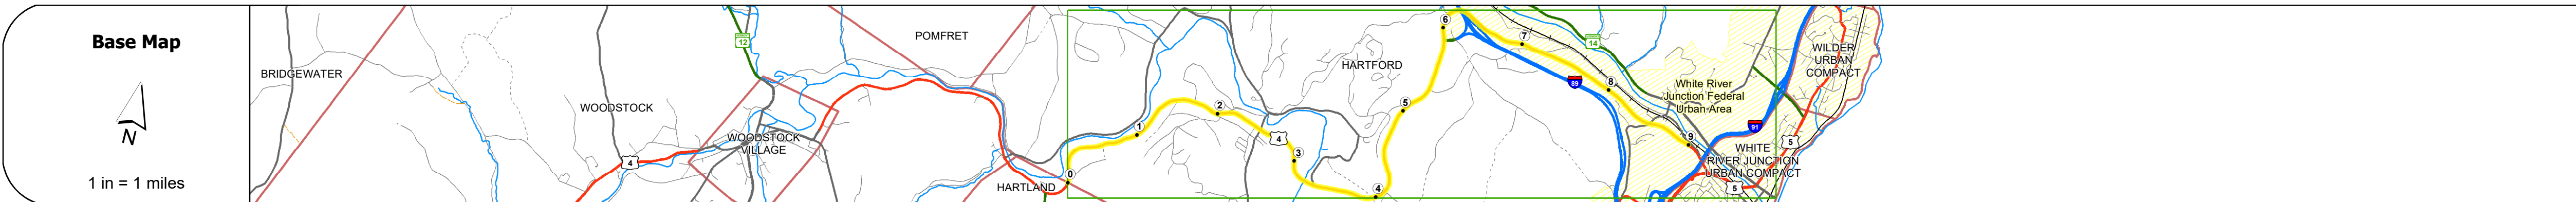 Base Map
N
1 in = 1 miles
BRIDGEWATER
WOODSTOCK
4
12
WOODSTOCK
VILLAGE
POMFRET
HARTLAND
0
1
2
4
3
4
5
HARTFORD
6
7
89
14
8
White River
Junction Federal
Urban Area
9
91
WILDER
URBAN
COMPACT
5
WHITE
RIVER JUNCTION
URBAN COMPACT
5